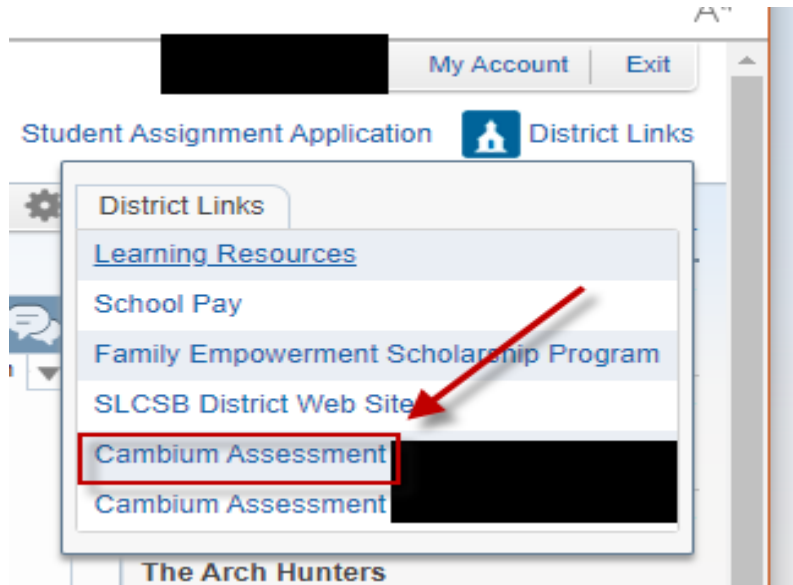 My Account Exit
Student Assignment Application District Links
District Links
Learning Resources
School Pay
Family Empowerment Scholarship Program
SLCSB District Web Site
Cambium Assessment
Cambium Assessment
The Arch Hunters